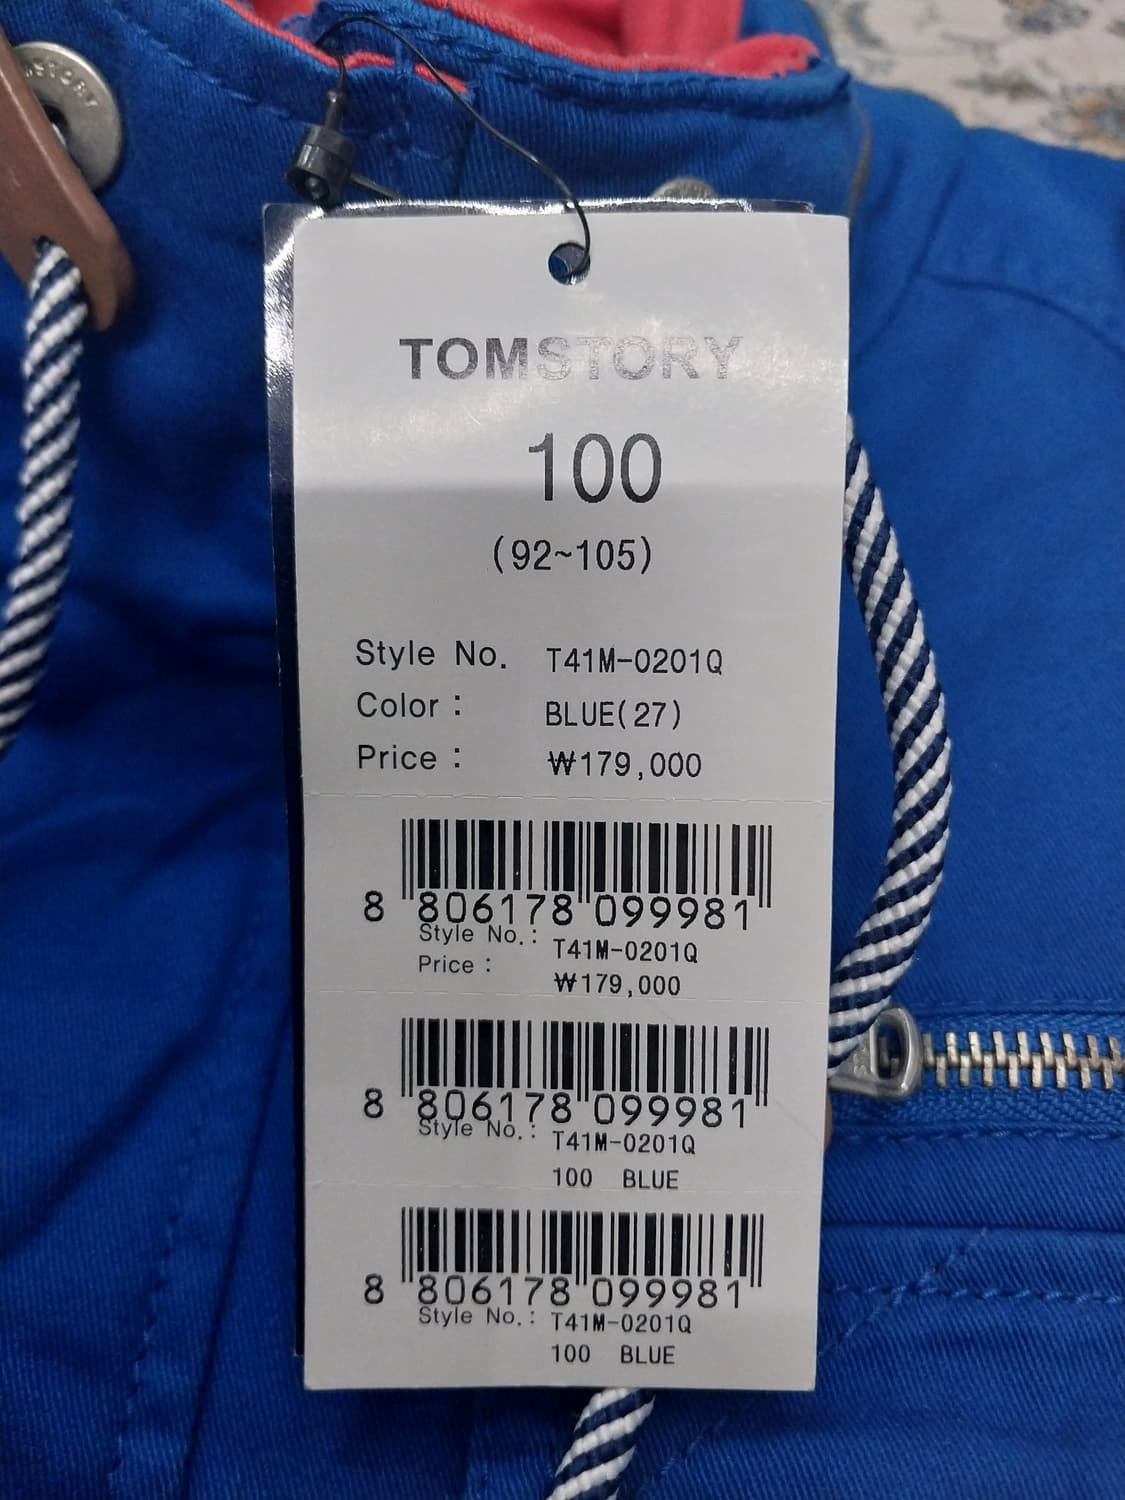 STORY
TOMSTORY
100
(92~105)
Style No. T41M-0201Q
Color : BLUE(27)
Price : ₩179,000
8 806178 099981
Style No.: T41M-0201Q
Price : ₩179,000
8 806178 099981
Style No.: T41M-0201Q
100 BLUE
8 806178 099981
Style No.: T41M-0201Q
100 BLUE